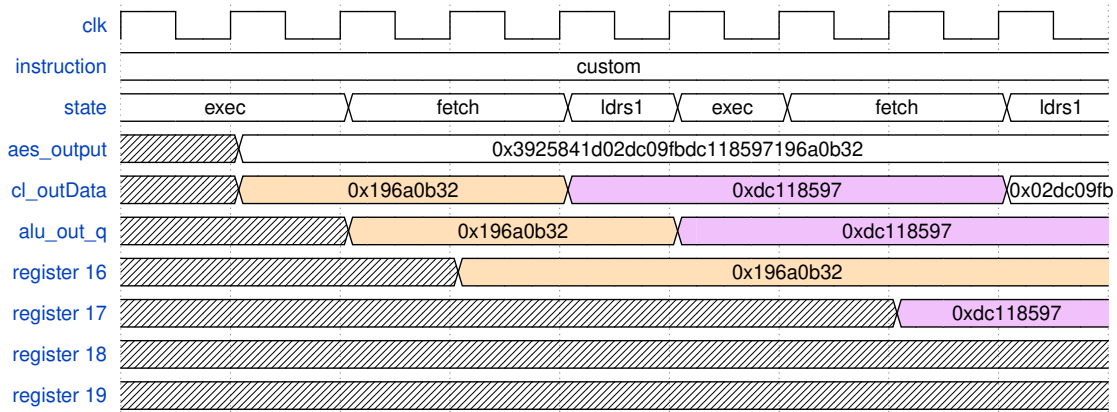 clk
instruction custom
state exec fetch ldrs1 exec fetch ldrs1
aes_output 0x3925841d02dc09fbdc118597196a0b32
cl_outData 0x196a0b32 0xdc118597 0x02dc09fb
alu_out_q 0x196a0b32 0xdc118597
register 16 0x196a0b32
register 17 0xdc118597
register 18
register 19